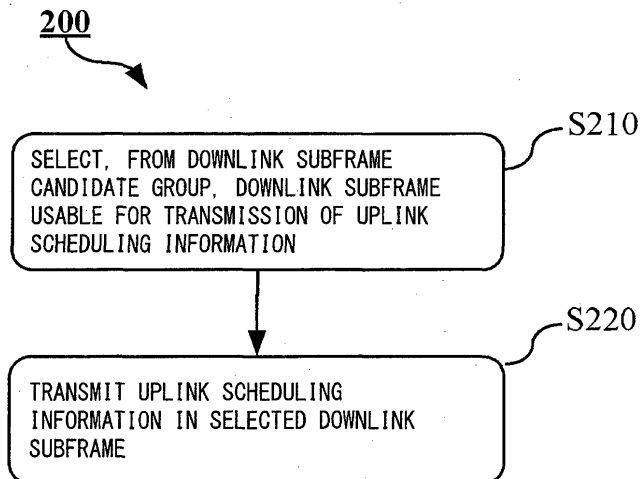 200
S210
SELECT, FROM DOWNLINK SUBFRAME
CANDIDATE GROUP, DOWNLINK SUBFRAME
USABLE FOR TRANSMISSION OF UPLINK
SCHEDULING INFORMATION
S220
TRANSMIT UPLINK SCHEDULING
INFORMATION IN SELECTED DOWNLINK
SUBFRAME